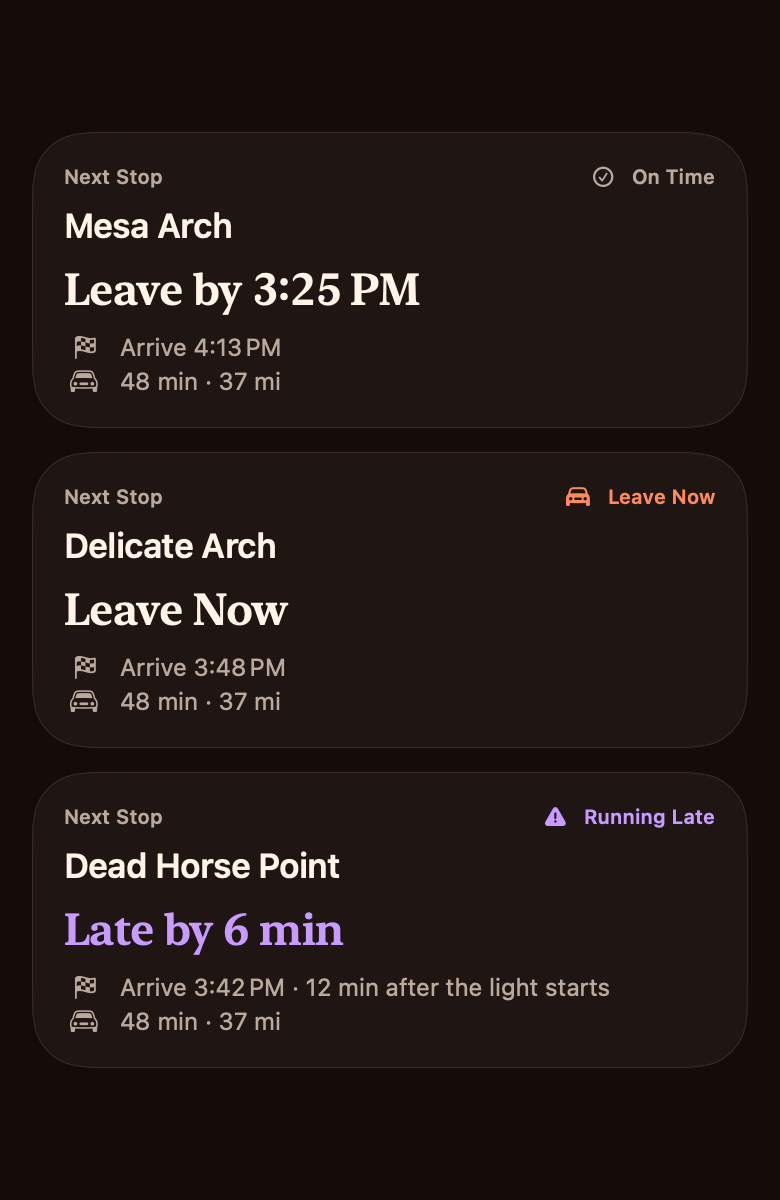 Next Stop
On Time
Mesa Arch
Leave by 3:25 PM
Arrive 4:13 PM
48 min · 37 mi
Next Stop
Leave Now
Delicate Arch
Leave Now
Arrive 3:48 PM
48 min · 37 mi
Next Stop
Running Late
Dead Horse Point
Late by 6 min
Arrive 3:42 PM · 12 min after the light starts
48 min · 37 mi